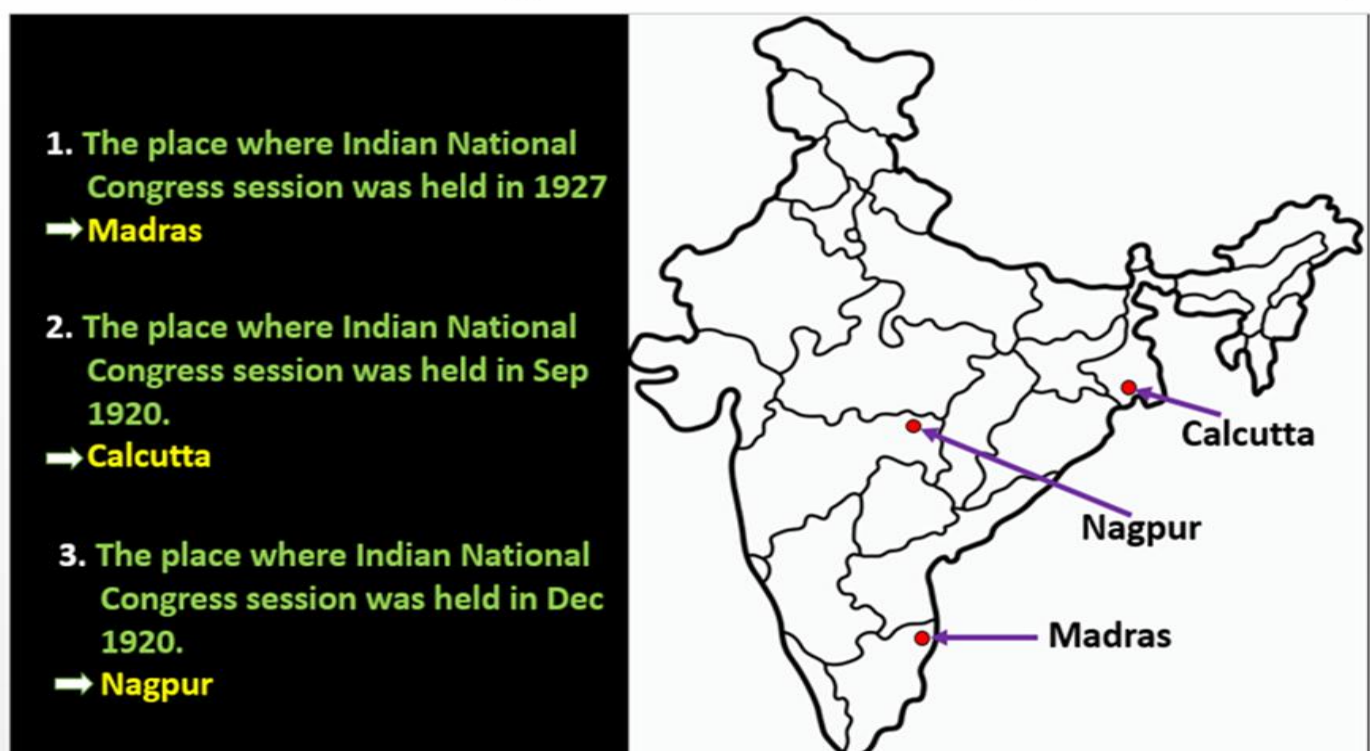 1. The place where Indian National
Congress session was held in 1927
Madras
2. The place where Indian National
Congress session was held in Sep
1920.
Calcutta
3. The place where Indian National
Congress session was held in Dec
1920.
Nagpur
Calcutta
Nagpur
Madras